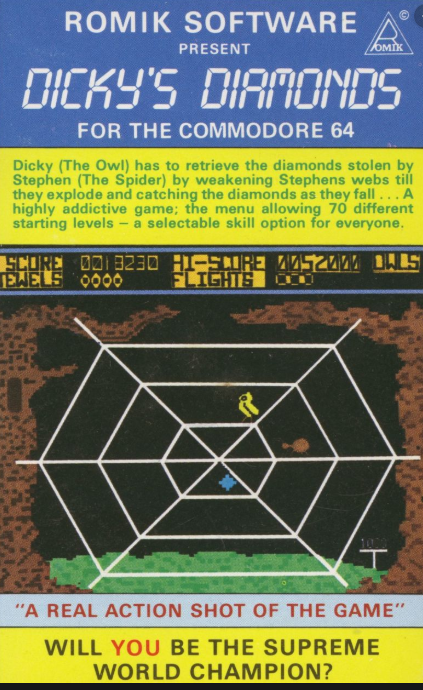 ROMIK SOFTWARE
©
ROMIK
PRESENT
DICKY'S DIAMONDS
FOR THE COMMODORE 64
Dicky (The Owl) has to retrieve the diamonds stolen by
Stephen (The Spider) by weakening Stephens webs till
they explode and catching the diamonds as they fall . . . A
highly addictive game; the menu allowing 70 different
starting levels – a selectable skill option for everyone.
SCORE 0013230 HI-SCORE 0052000 OWLS
EWELS FLIGHTS
"A REAL ACTION SHOT OF THE GAME"
WILL YOU BE THE SUPREME
WORLD CHAMPION?